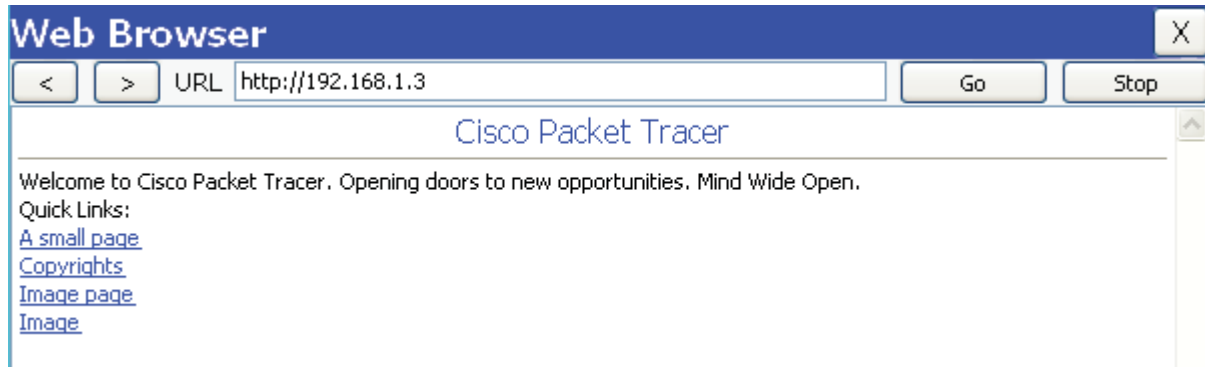 Web Browser X
< > URL http://192.168.1.3 Go Stop
Cisco Packet Tracer
Welcome to Cisco Packet Tracer. Opening doors to new opportunities. Mind Wide Open.
Quick Links:
A small page
Copyrights
Image page
Image